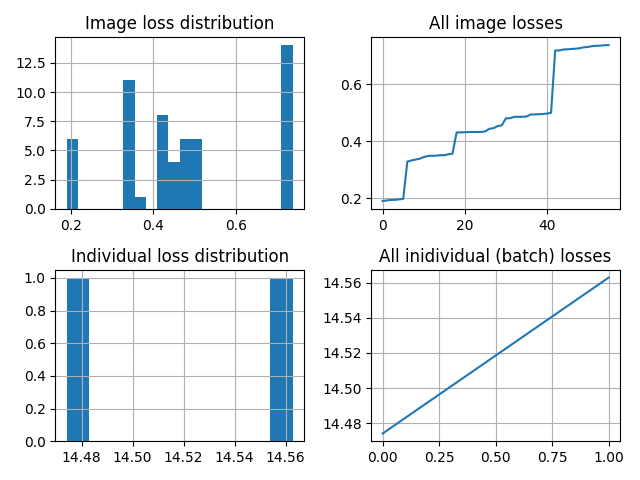 Image loss distribution
12.5
10.0
7.5
5.0
2.5
0.0
0.2 0.4 0.6
All image losses
0.6
0.4
0.2
0 20 40
Individual loss distribution
1.0
0.8
0.6
0.4
0.2
0.0
14.48 14.50 14.52 14.54 14.56
All inidividual (batch) losses
14.56
14.54
14.52
14.50
14.48
0.00 0.25 0.50 0.75 1.00